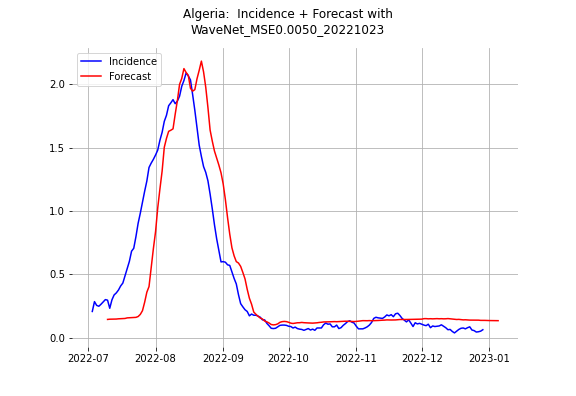 Algeria:  Incidence + Forecast with
WaveNet_MSE0.0050_20221023
Incidence
Forecast
2.0
1.5
1.0
0.5
0.0
2022-07 2022-08 2022-09 2022-10 2022-11 2022-12 2023-01